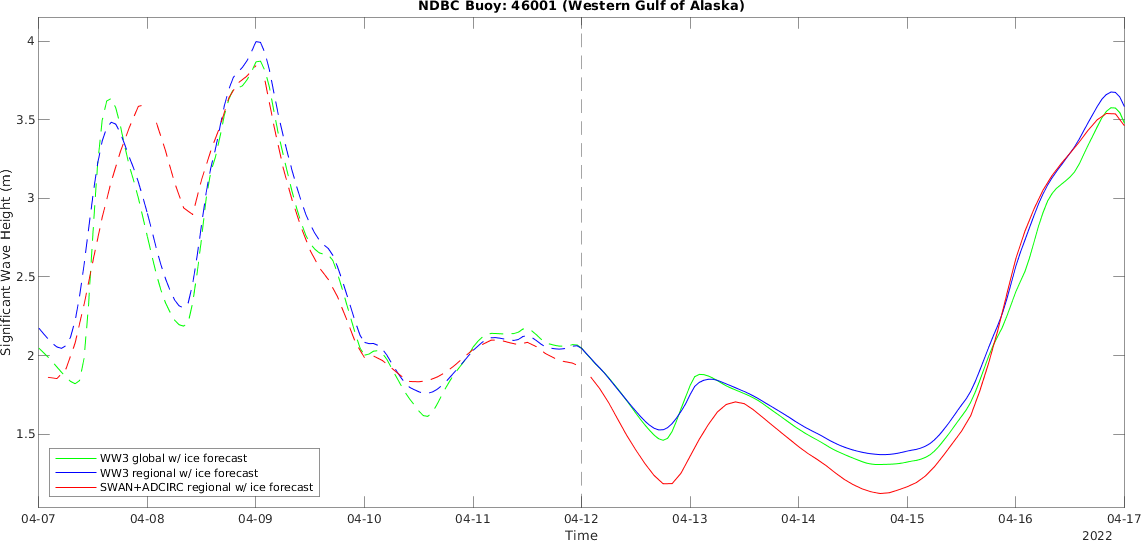 NDBC Buoy: 46001 (Western Gulf of Alaska)
Significant Wave Height (m)
4
3.5
3
2.5
2
1.5
WW3 global w/ ice forecast
WW3 regional w/ ice forecast
SWAN+ADCIRC regional w/ ice forecast
04-07 04-08 04-09 04-10 04-11 04-12 04-13 04-14 04-15 04-16 04-17
Time
2022